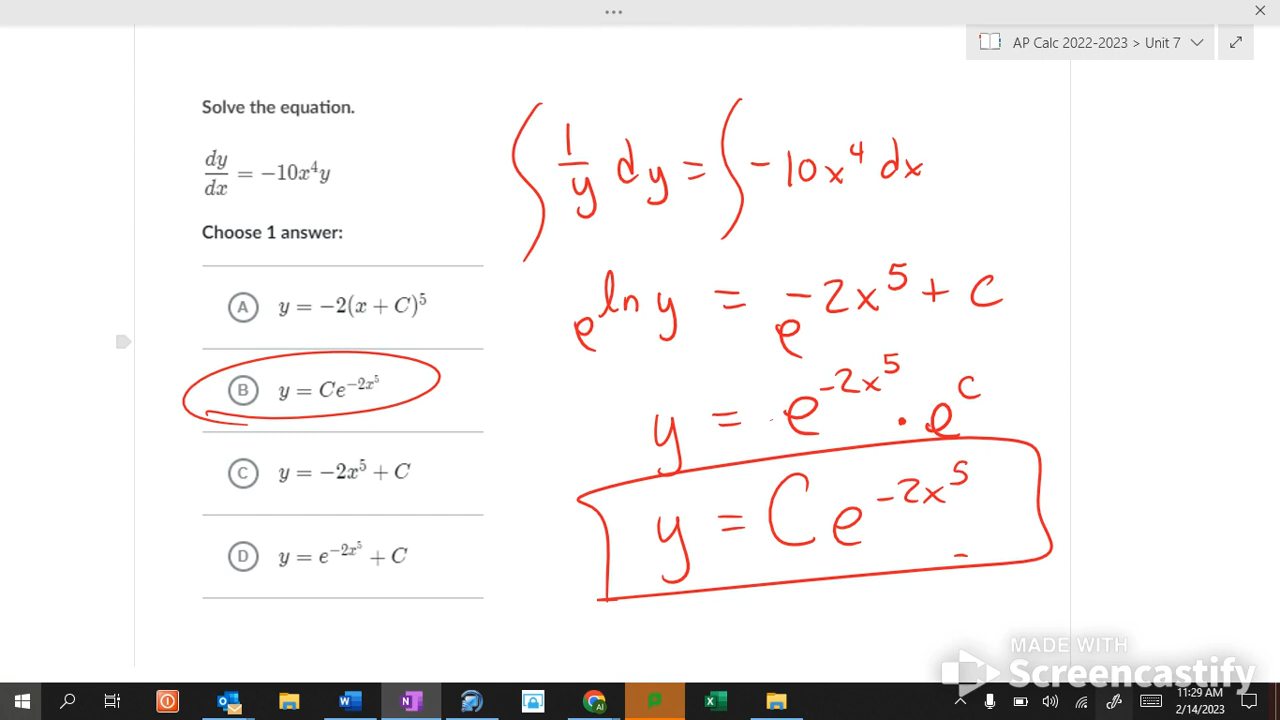 AP Calc 2022-2023 > Unit 7
Solve the equation.
dy/dx = −10x⁴y
Choose 1 answer:
A y = −2(x + C)⁵
B y = Ce^(−2x⁵)
C y = −2x⁵ + C
D y = e^(−2x⁵) + C
∫ 1/y dy = ∫ −10x⁴ dx
e^(ln y) = e^(−2x⁵ + C)
y = e^(−2x⁵) · e^C
y = Ce^(−2x⁵)
MADE WITH
Screencastify
11:29 AM
2/14/2023